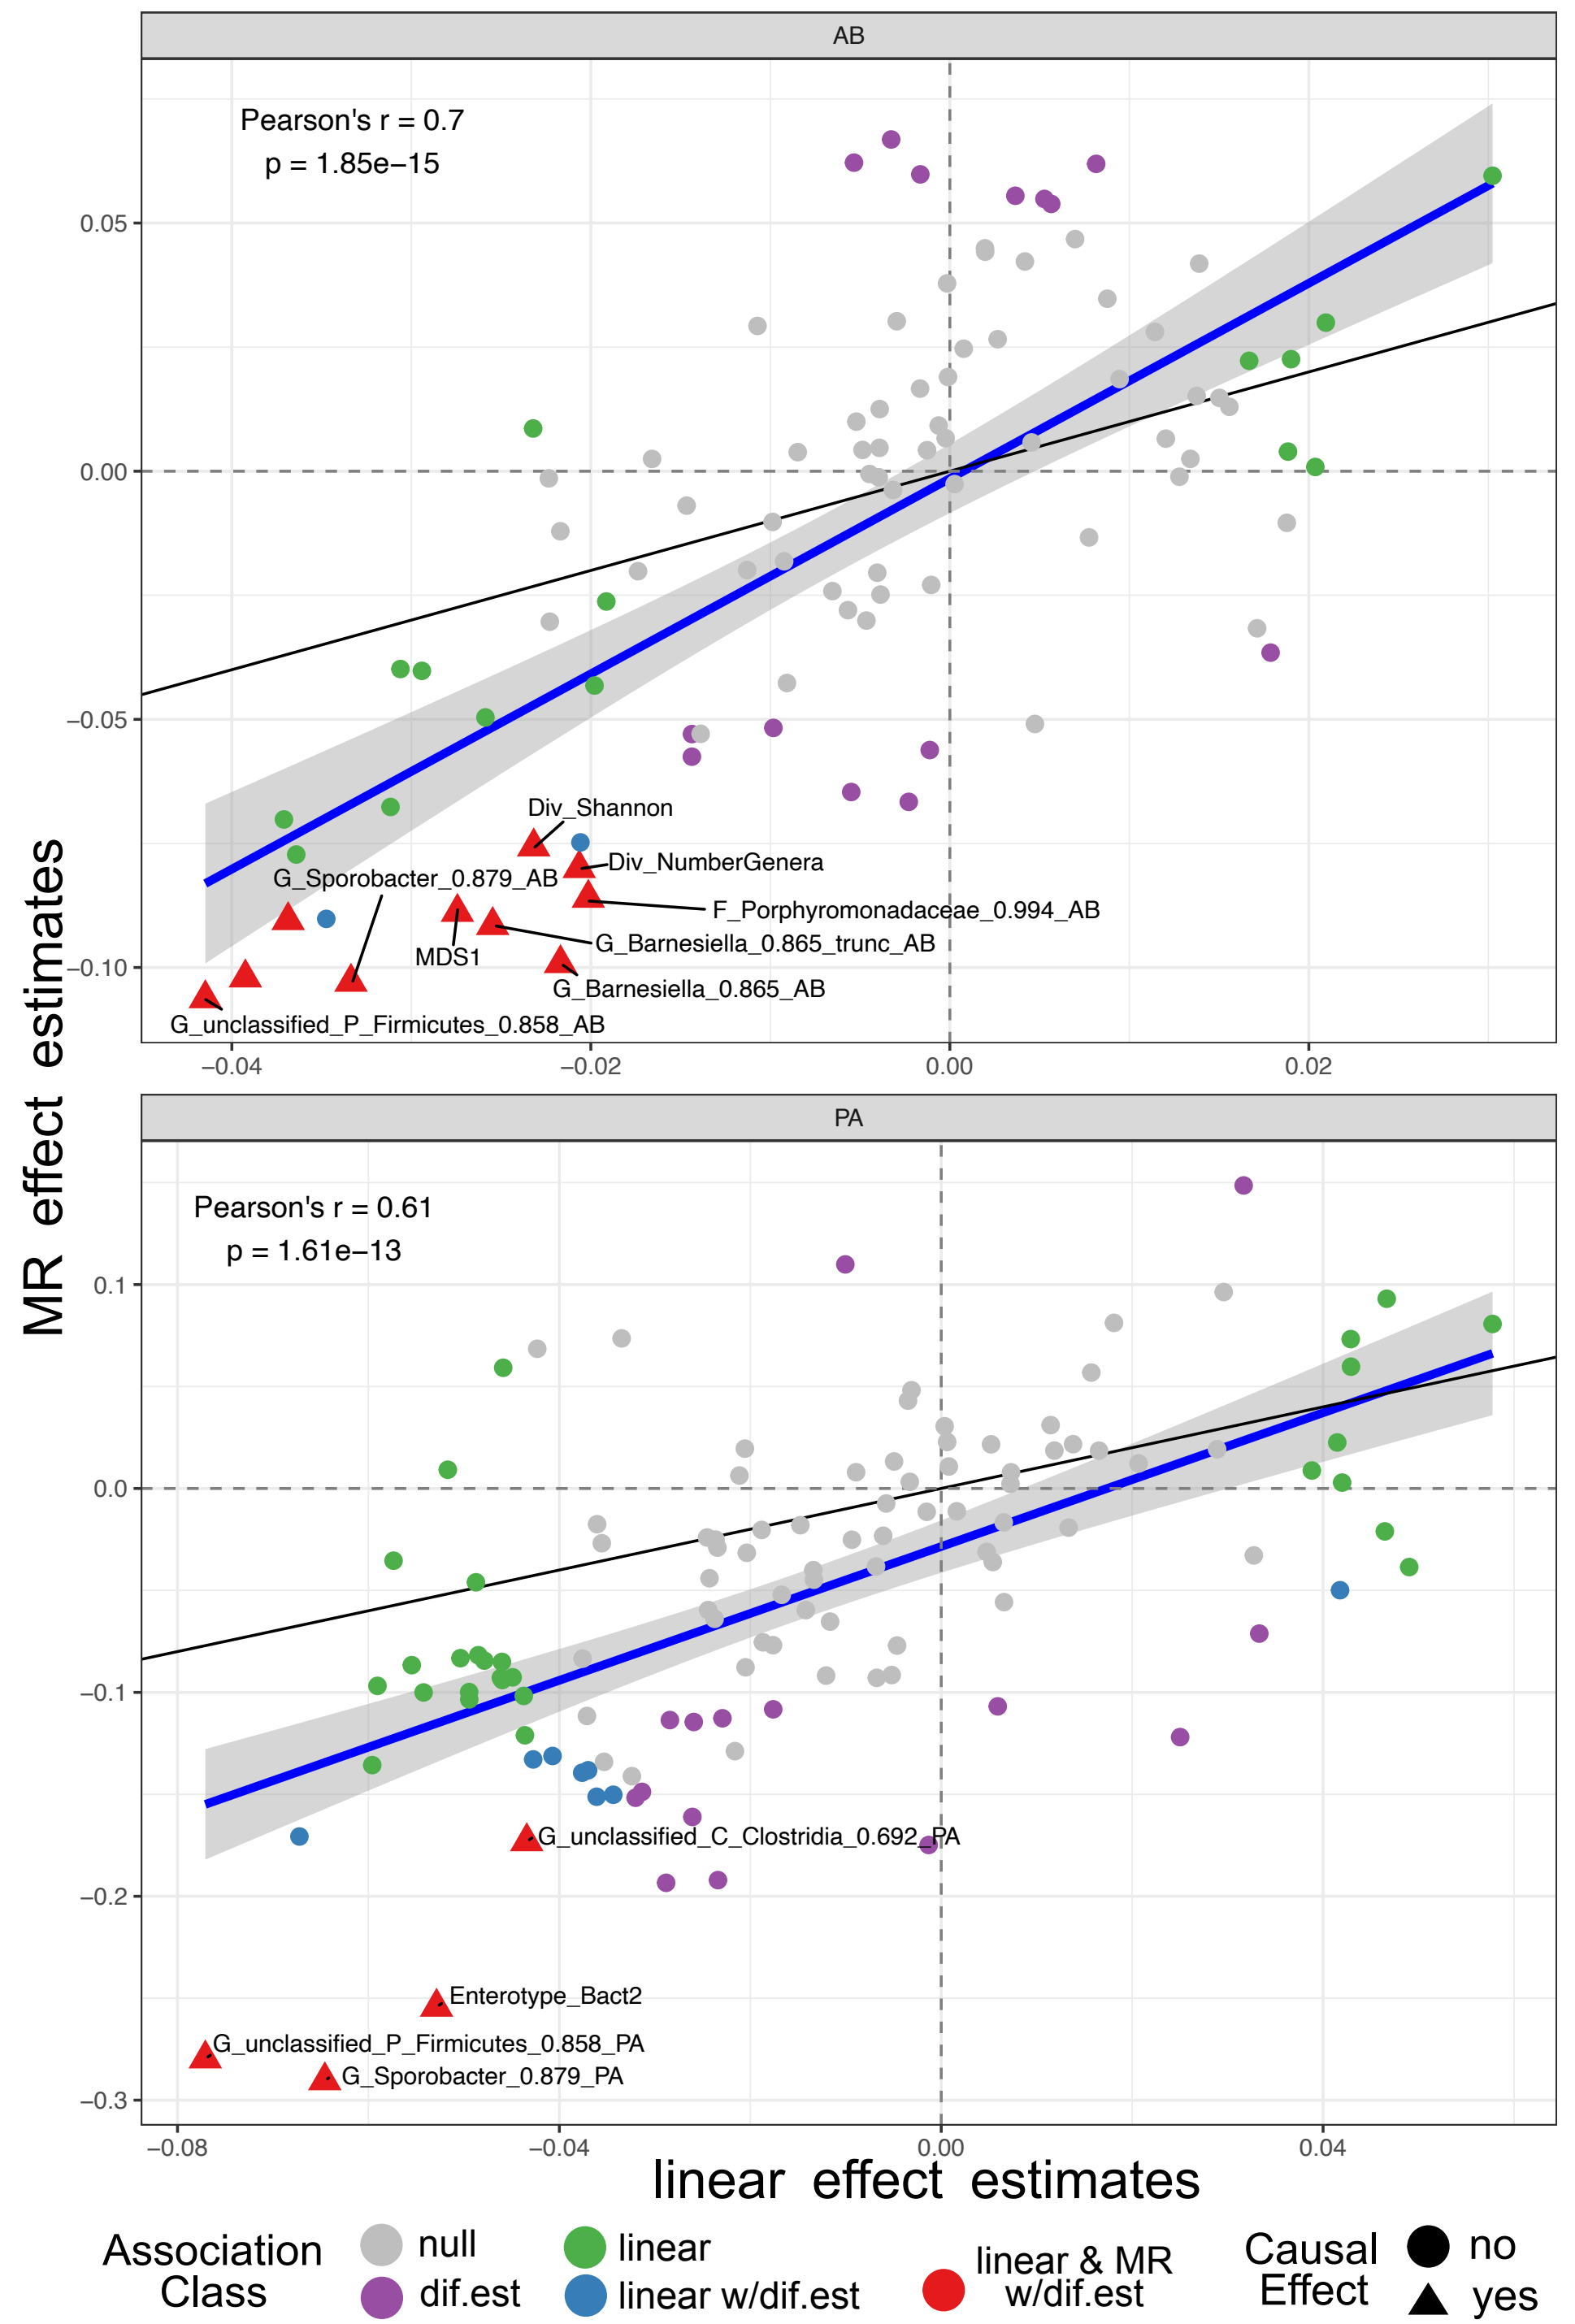 AB
Pearson's r = 0.7
p = 1.85e−15
0.05
0.00
−0.05
−0.10
Div_Shannon
Div_NumberGenera
G_Sporobacter_0.879_AB
F_Porphyromonadaceae_0.994_AB
G_Barnesiella_0.865_trunc_AB
MDS1
G_Barnesiella_0.865_AB
G_unclassified_P_Firmicutes_0.858_AB
−0.04
−0.02
0.00
0.02
MR effect estimates
PA
Pearson's r = 0.61
p = 1.61e−13
0.1
0.0
−0.1
−0.2
−0.3
G_unclassified_C_Clostridia_0.692_PA
Enterotype_Bact2
G_unclassified_P_Firmicutes_0.858_PA
G_Sporobacter_0.879_PA
−0.08
−0.04
0.00
0.04
linear effect estimates
Association
Class
null
dif.est
linear
linear w/dif.est
linear & MR
w/dif.est
Causal
Effect
no
yes